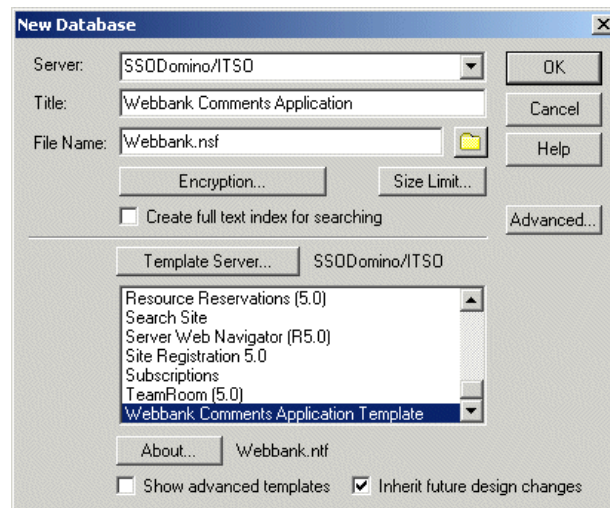 New Database
Server: SSODomino/ITSO OK
Title: Webbank Comments Application Cancel
File Name: Webbank.nsf Help
Encryption... Size Limit...
Create full text index for searching Advanced...
Template Server... SSODomino/ITSO
Resource Reservations (5.0)
Search Site
Server Web Navigator (R5.0)
Site Registration 5.0
Subscriptions
TeamRoom (5.0)
Webbank Comments Application Template
About... Webbank.ntf
Show advanced templates Inherit future design changes